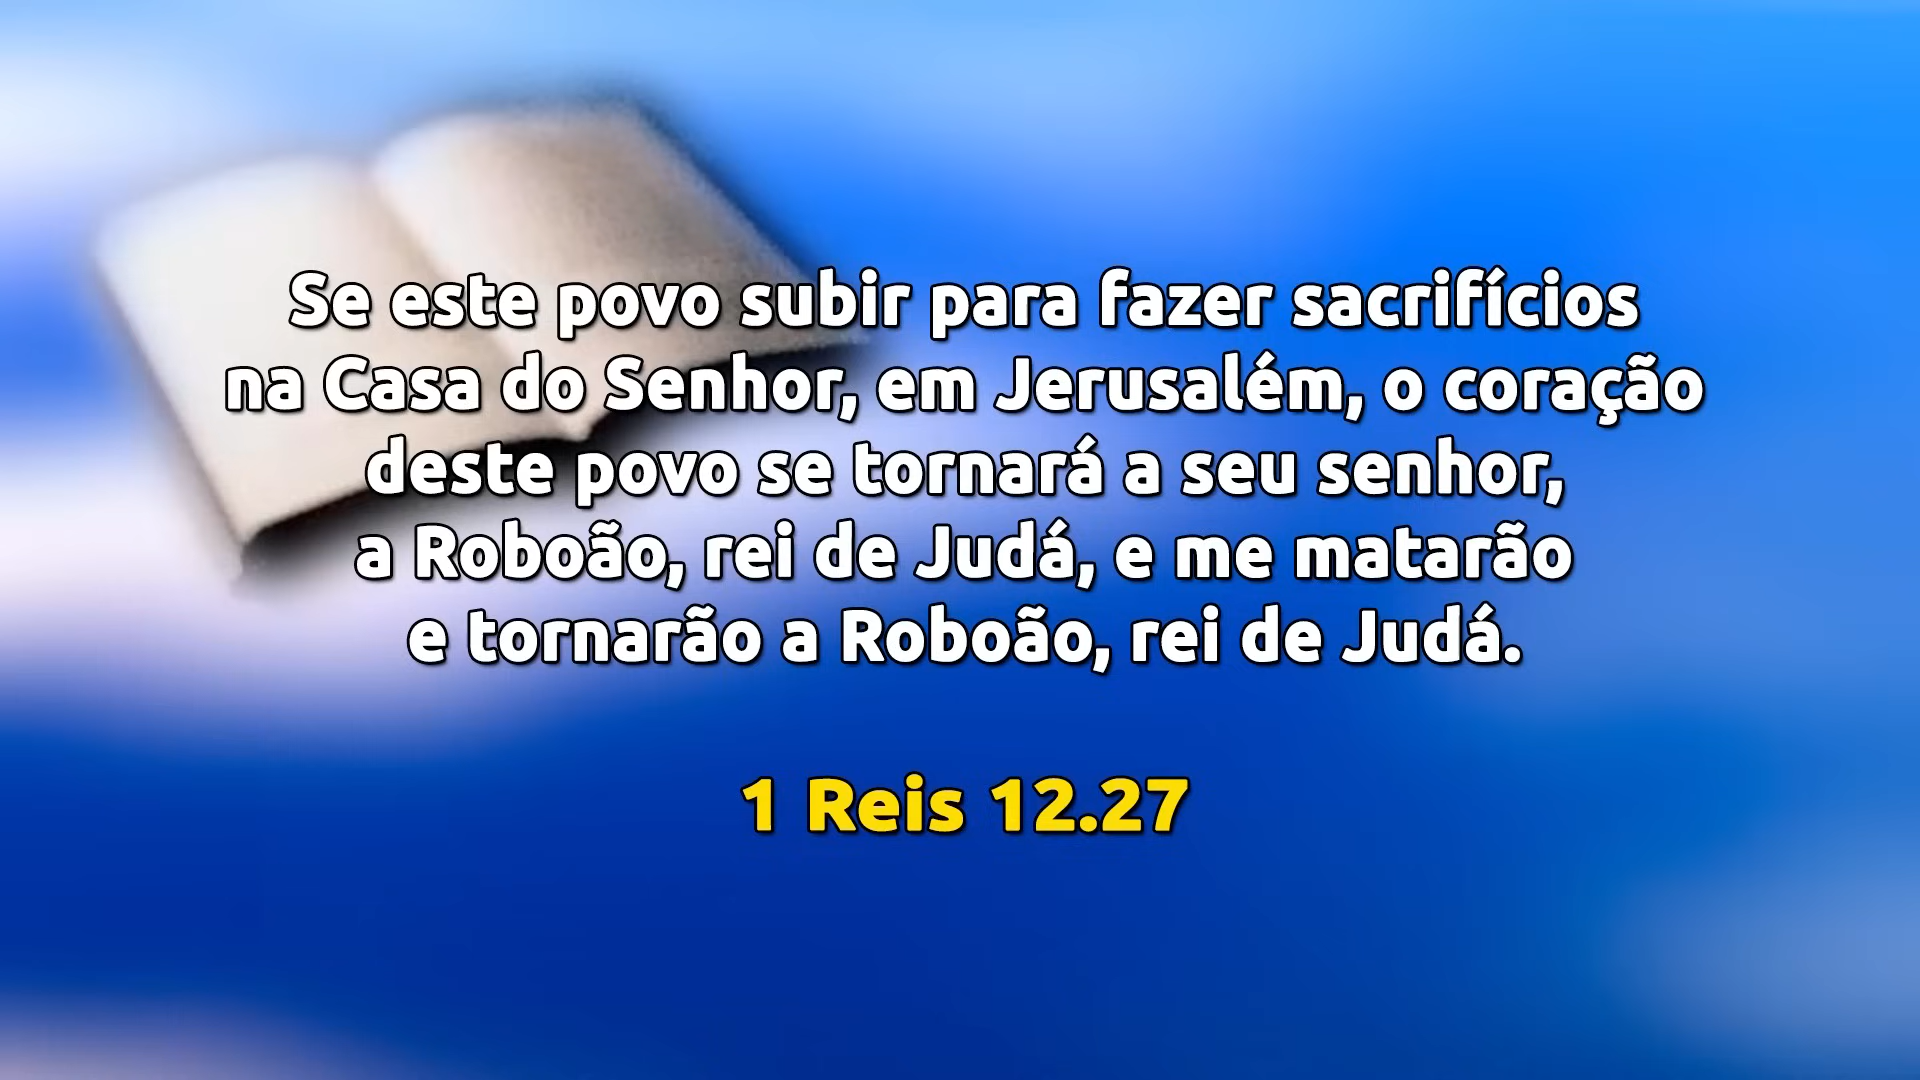 Se este povo subir para fazer sacrifícios
na Casa do Senhor, em Jerusalém, o coração
deste povo se tornará a seu senhor,
a Roboão, rei de Judá, e me matarão
e tornarão a Roboão, rei de Judá.
1 Reis 12.27